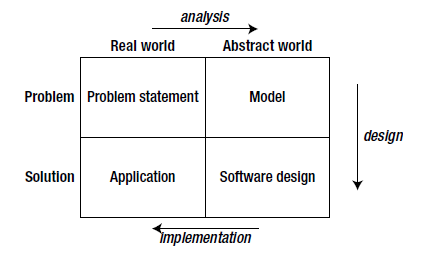 analysis
Real world Abstract world
Problem Problem statement Model
design
Solution Application Software design
implementation